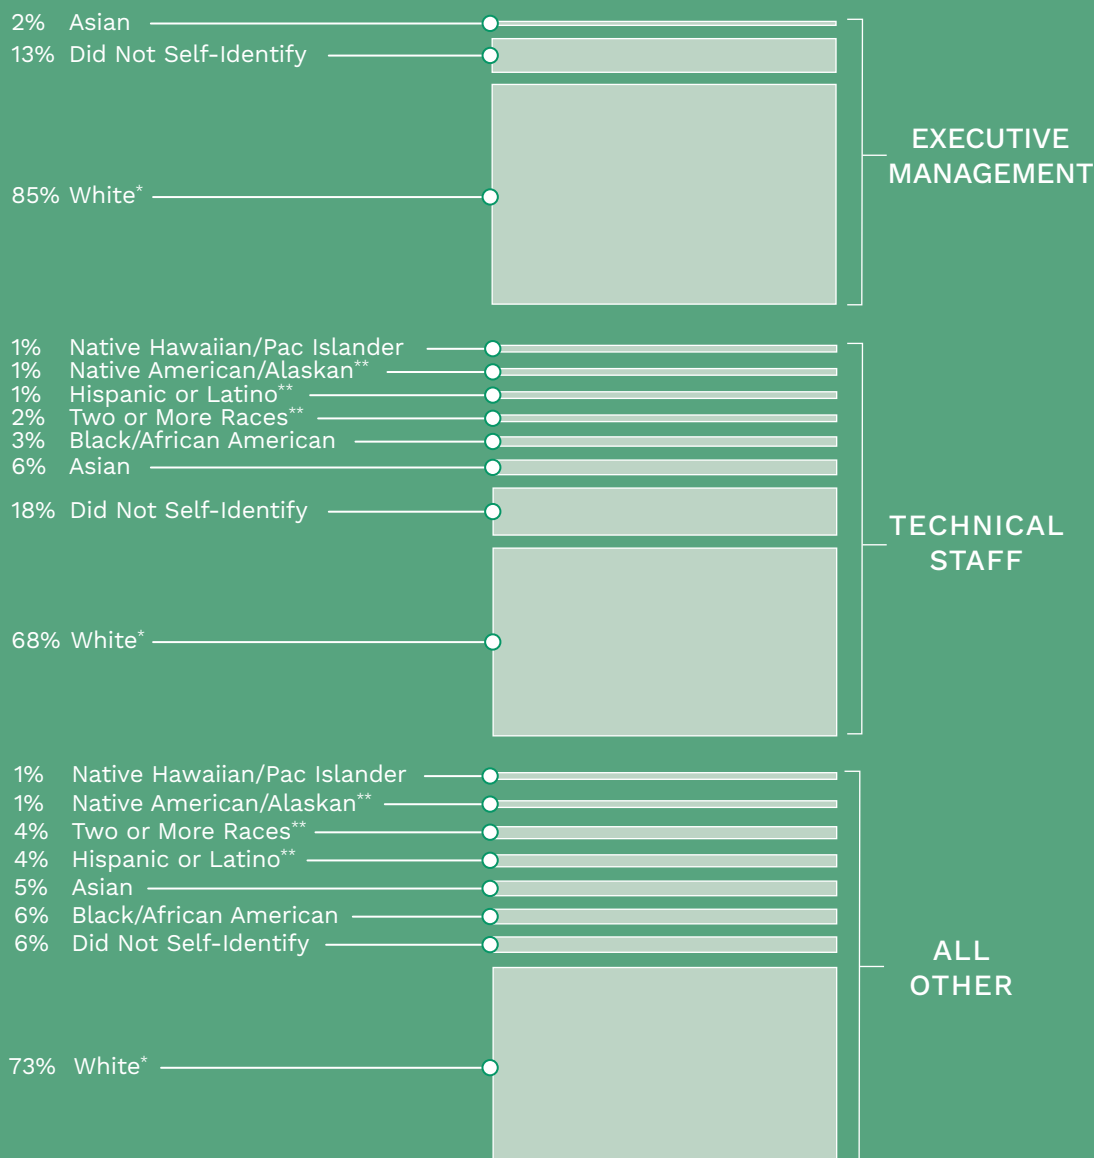 2% Asian
13% Did Not Self-Identify
85% White*
EXECUTIVE
MANAGEMENT
1% Native Hawaiian/Pac Islander
1% Native American/Alaskan**
1% Hispanic or Latino**
2% Two or More Races**
3% Black/African American
6% Asian
18% Did Not Self-Identify
68% White*
TECHNICAL
STAFF
1% Native Hawaiian/Pac Islander
1% Native American/Alaskan**
4% Two or More Races**
4% Hispanic or Latino**
5% Asian
6% Black/African American
6% Did Not Self-Identify
73% White*
ALL
OTHER